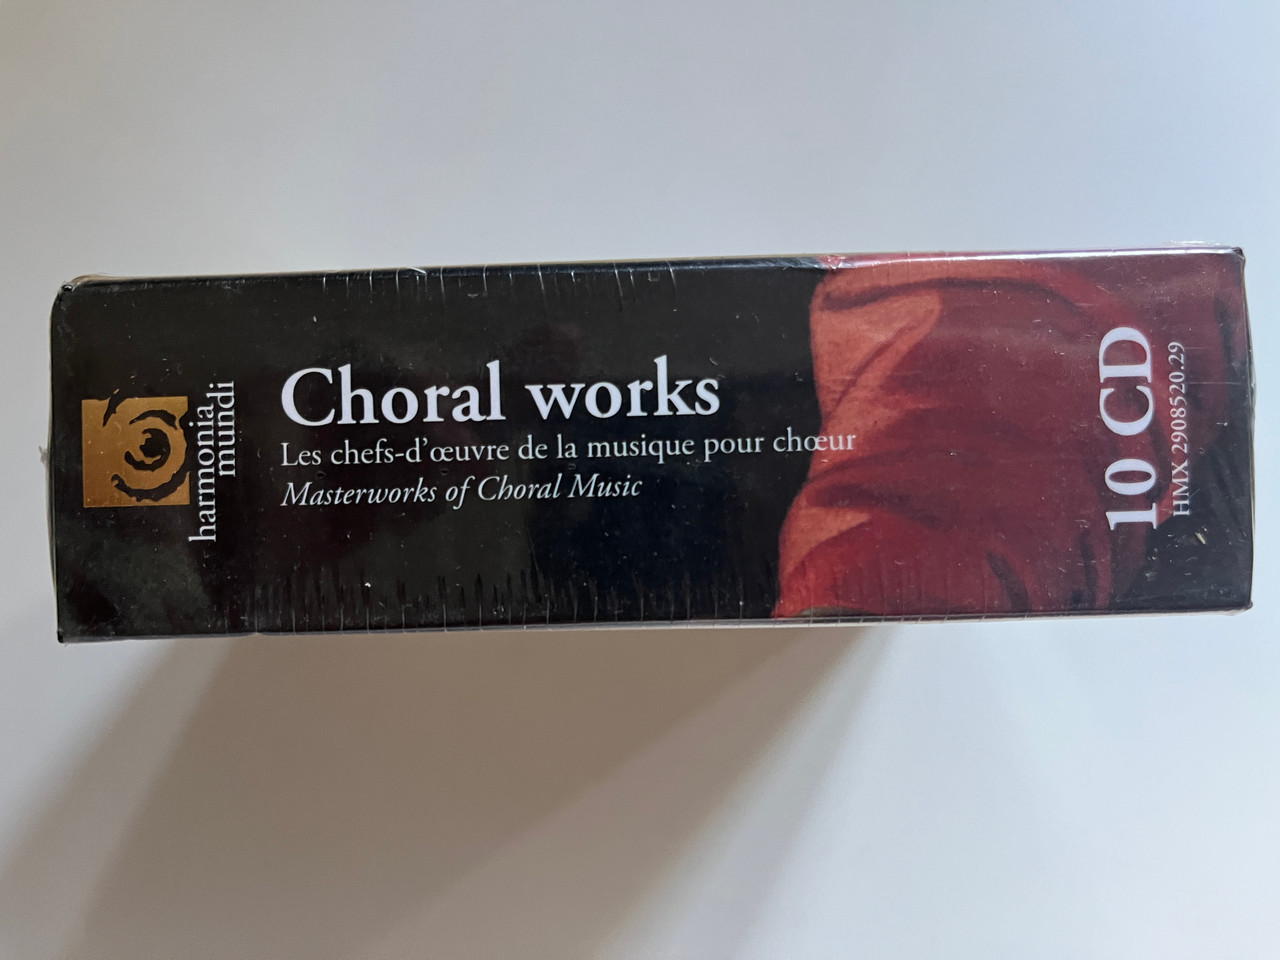 harmonia
mundi
Choral works
Les chefs-d’œuvre de la musique pour chœur
Masterworks of Choral Music
10 CD
HMX 2908520.29